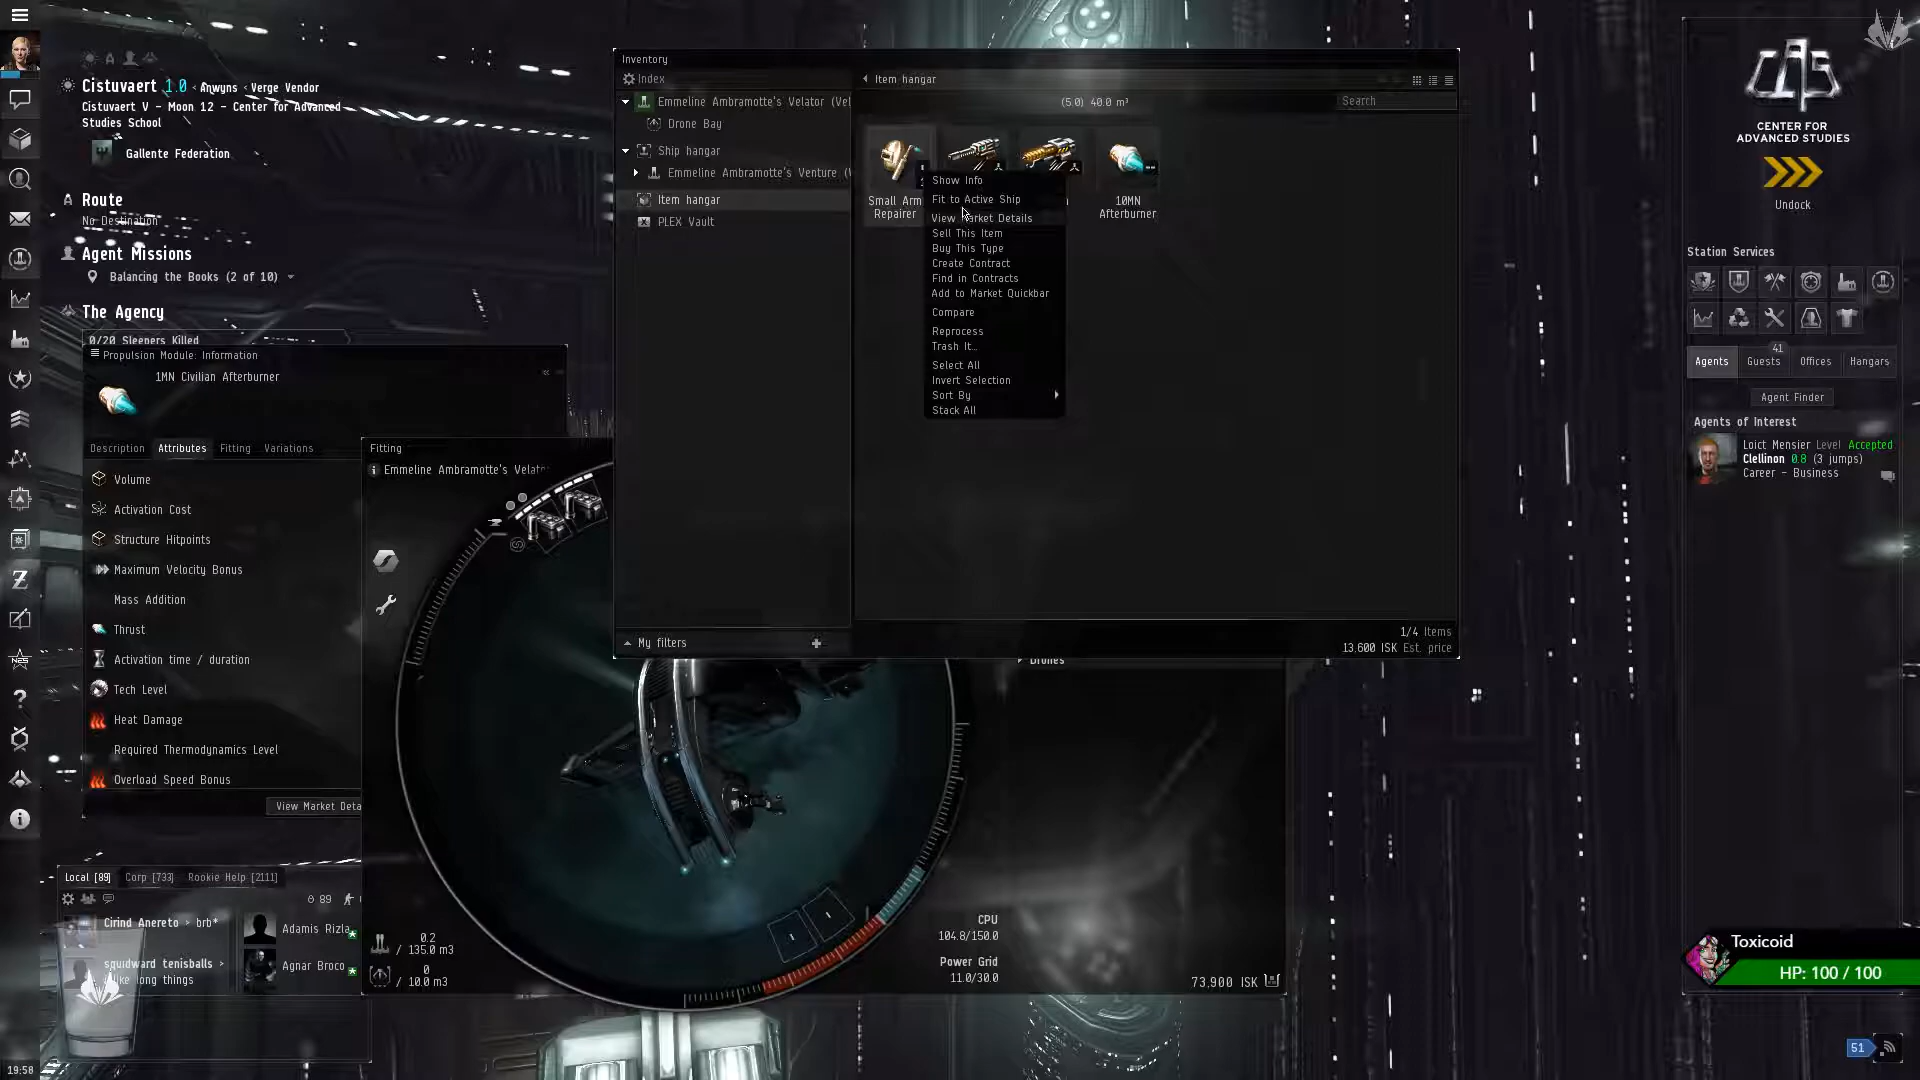 Cistuvaert 1.0 < Anwyns < Verge Vendor
Cistuvaert V - Moon 12 - Center for Advanced
Studies School
Gallente Federation
Route
No Destination
Agent Missions
Balancing the Books (2 of 10)
The Agency
0/20 Sleepers Killed
Propulsion Module: Information
1MN Civilian Afterburner
Description Attributes Fitting Variations
Volume
Activation Cost
Structure Hitpoints
Maximum Velocity Bonus
Mass Addition
Thrust
Activation time / duration
Tech Level
Heat Damage
Required Thermodynamics Level
Overload Speed Bonus
View Market Deta
Fitting
Emmeline Ambramotte's Velato
0.2
/ 135.0 m3
0
/ 10.0 m3
CPU
104.8/150.0
Power Grid
11.0/30.0
73,900 ISK
Drones
Inventory
Index
Emmeline Ambramotte's Velator (Vel
Drone Bay
Ship hangar
Emmeline Ambramotte's Venture (V
Item hangar
PLEX Vault
My filters
Item hangar
(5.0) 40.0 m³
Search
Small Arm
Repairer
10MN
Afterburner
Show Info
Fit to Active Ship
View Market Details
Sell This Item
Buy This Type
Create Contract
Find in Contracts
Add to Market Quickbar
Compare
Reprocess
Trash It...
Select All
Invert Selection
Sort By
Stack All
1/4 Items
13,600 ISK Est. price
Local [89] Corp [733] Rookie Help [2111]
0 89
Cirind Anereto > brb*
squidward tenisballs >
like long things
Adamis Rizla
Agnar Broco
19:58
CAS
CENTER FOR
ADVANCED STUDIES
Undock
Station Services
41
Agents Guests Offices Hangars
Agent Finder
Agents of Interest
Loict Mensier Level Accepted
Clellinon 0.8 (3 jumps)
Career - Business
Toxicoid
HP: 100 / 100
51